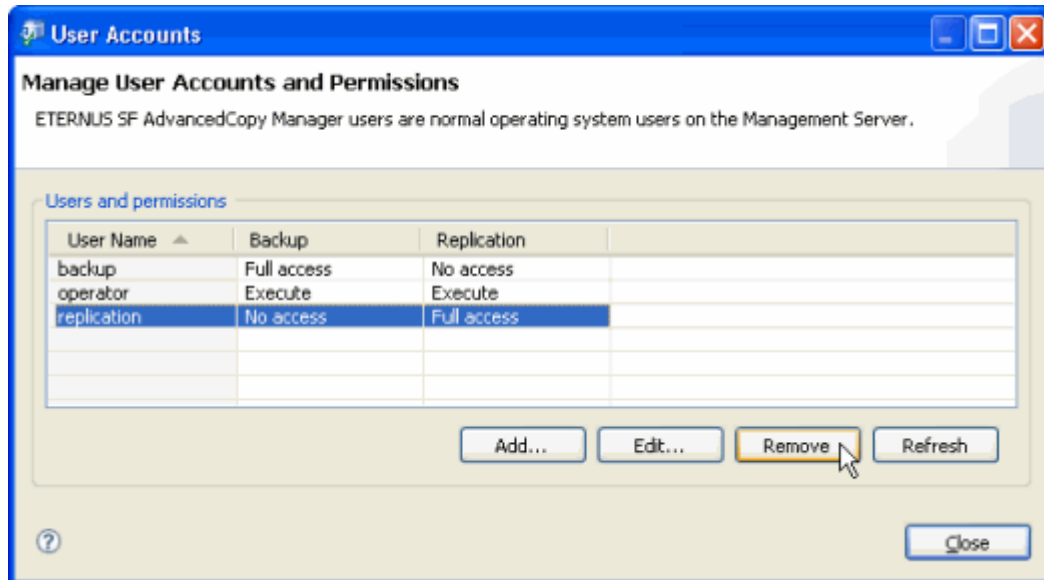 User Accounts
Manage User Accounts and Permissions
ETERNUS SF AdvancedCopy Manager users are normal operating system users on the Management Server.
Users and permissions
User Name Backup Replication
backup Full access No access
operator Execute Execute
replication No access Full access
Add... Edit... Remove Refresh
? Close